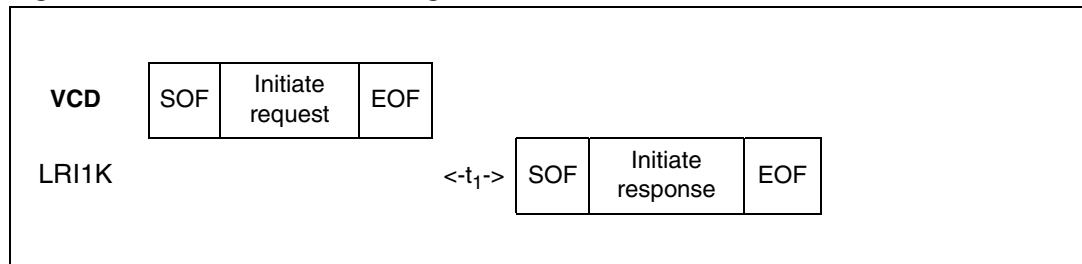 VCD
SOF
Initiate
request
EOF
LRI1K
<-t1->
SOF
Initiate
response
EOF